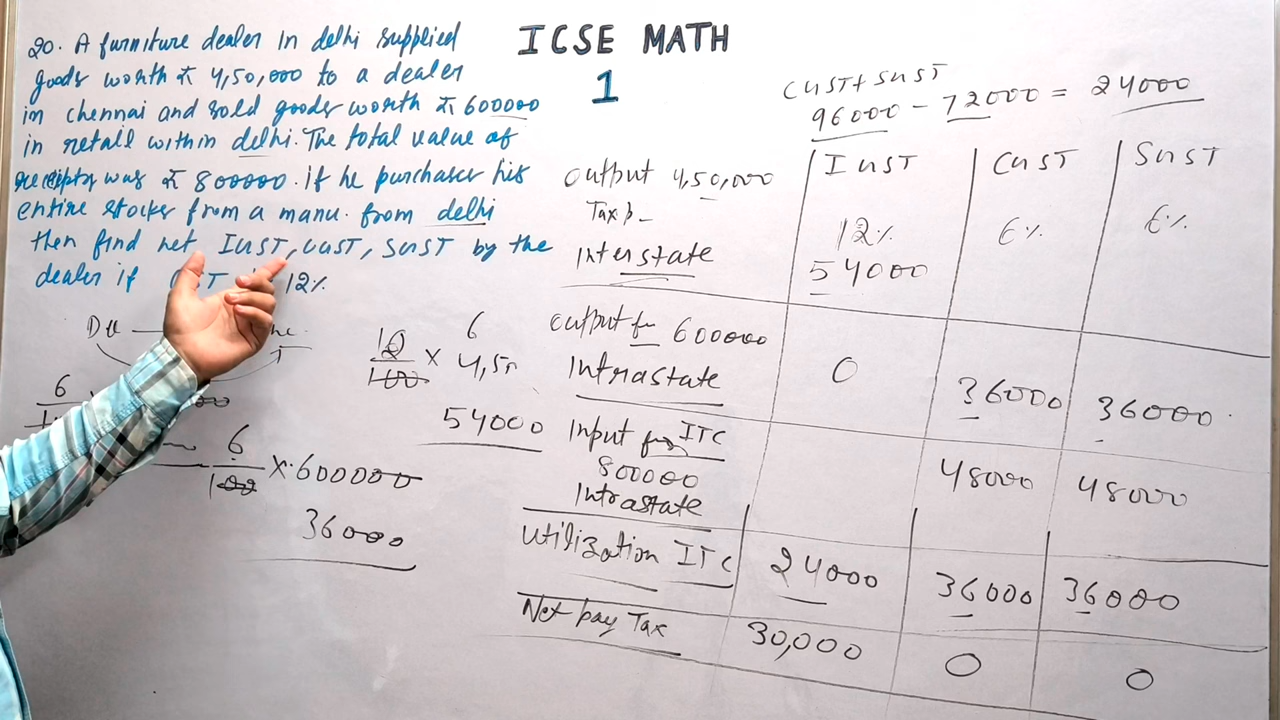 ICSE MATH
1
20. A furniture dealer in delhi supplied
goods worth ₹ 4,50,000 to a dealer
in chennai and sold goods worth ₹ 600000
in retail within delhi. The total value of
receipts was ₹ 800000. If he purchases his
entire stocks from a manu. from delhi
then find net IGST, CGST, SGST by the
dealer if 12%
CGST + SGST
96000 - 72000 = 24000
IGST CGST SGST
output 4,50,000
Tax
Interstate
12% 6% 6%
54000
output for 600000
Intrastate
0 36000 36000
Input for ITC
800000
Intrastate
48000 48000
Utilization ITC 24000 36000 36000
Net pay Tax 30,000 0 0
6
12/100 × 4,50
54000
6/100 × 600000
36000